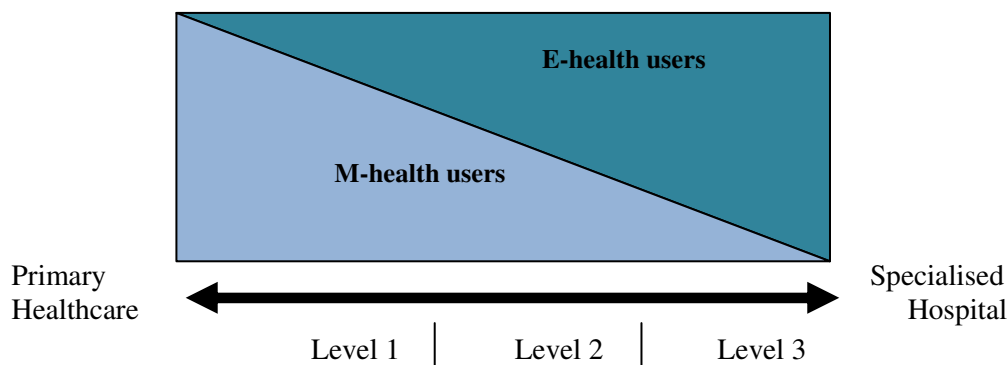 E-health users
M-health users
Primary
Healthcare
Specialised
Hospital
Level 1
Level 2
Level 3